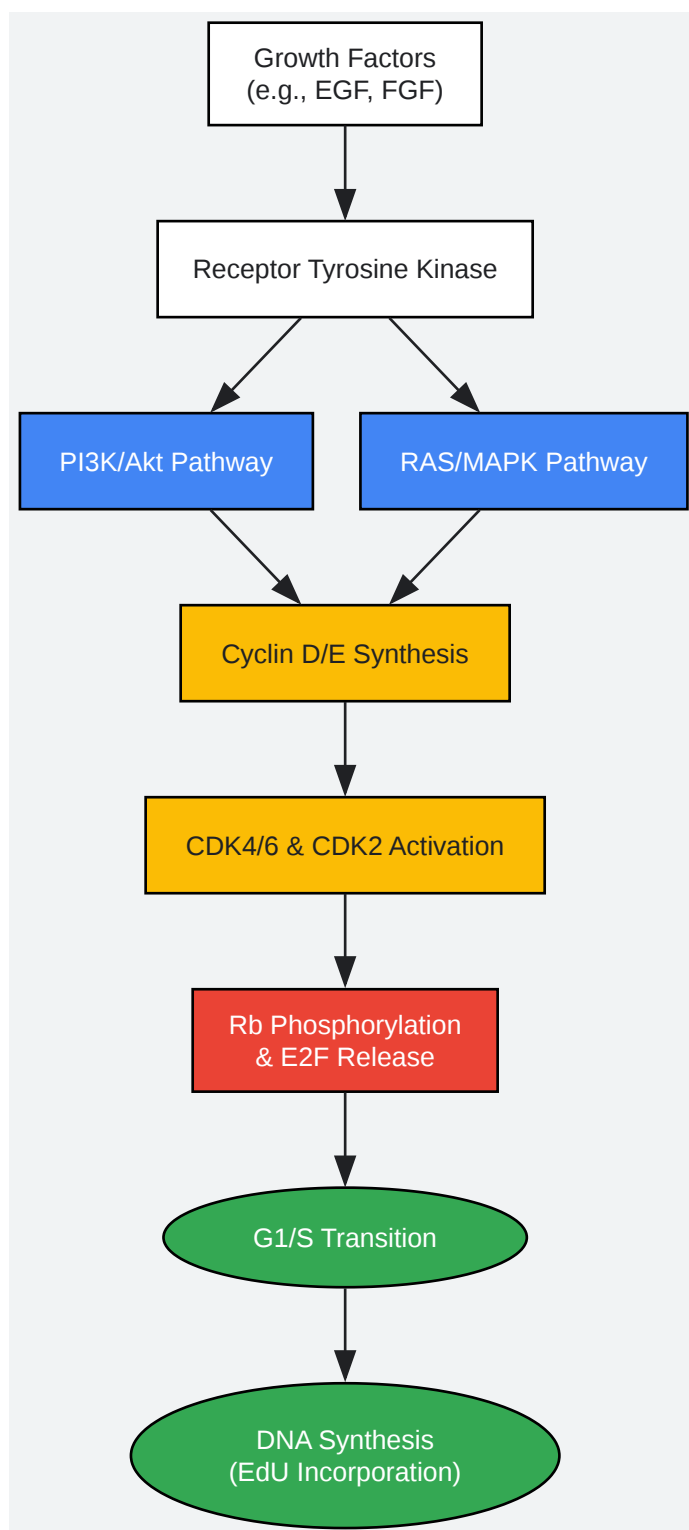 Growth Factors
(e.g., EGF, FGF)
Receptor Tyrosine Kinase
PI3K/Akt Pathway
RAS/MAPK Pathway
Cyclin D/E Synthesis
CDK4/6 & CDK2 Activation
Rb Phosphorylation
& E2F Release
G1/S Transition
DNA Synthesis
(EdU Incorporation)